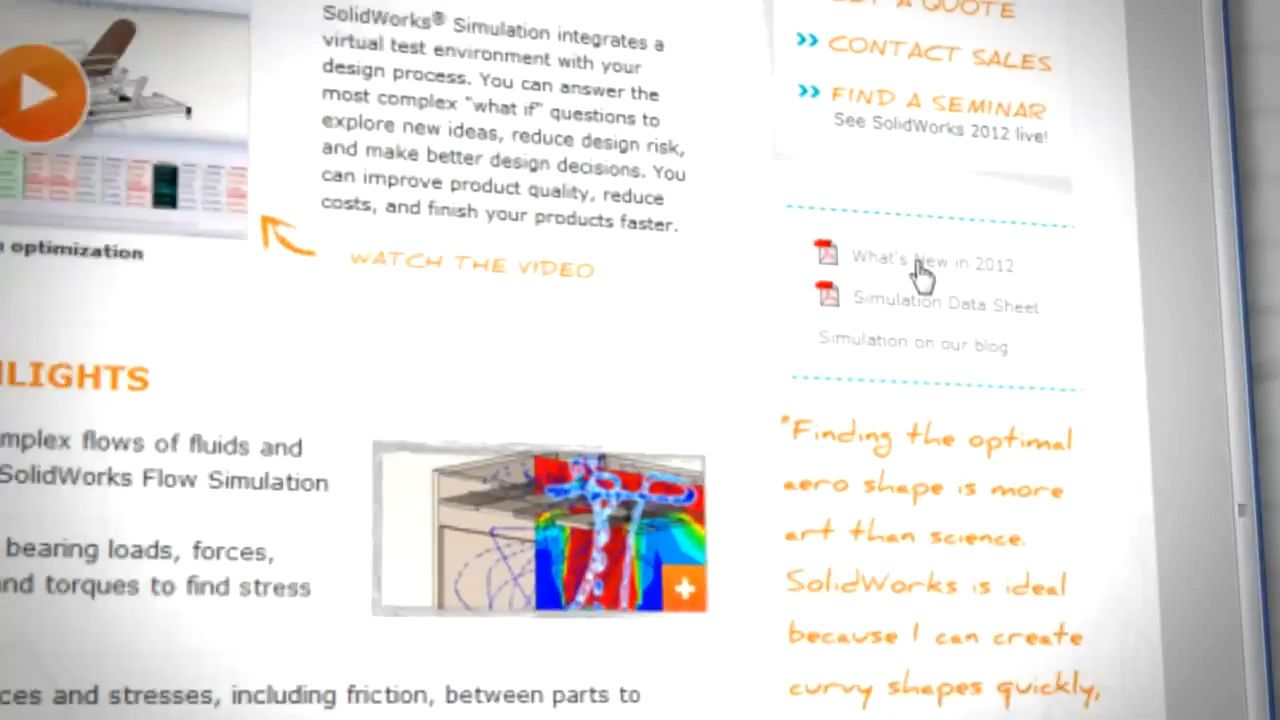 SolidWorks® Simulation integrates a
virtual test environment with your
design process. You can answer the
most complex "what if" questions to
explore new ideas, reduce design risk,
and make better design decisions. You
can improve product quality, reduce
costs, and finish your products faster.
optimization
WATCH THE VIDEO
A QUOTE
>> CONTACT SALES
>> FIND A SEMINAR
See SolidWorks 2012 live!
What's New in 2012
Simulation Data Sheet
Simulation on our blog
LIGHTS
mplex flows of fluids and
SolidWorks Flow Simulation
bearing loads, forces,
nd torques to find stress
ces and stresses, including friction, between parts to
"Finding the optimal
aero shape is more
art than science.
SolidWorks is ideal
because I can create
curvy shapes quickly,